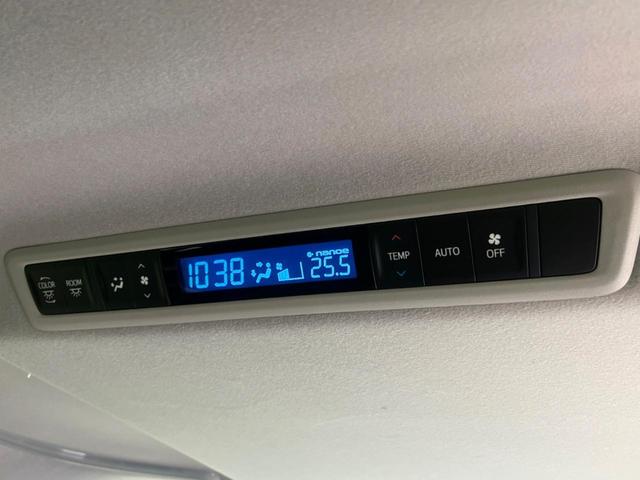 COLOR
ROOM
1038
nanoe
25.5
TEMP
AUTO
OFF